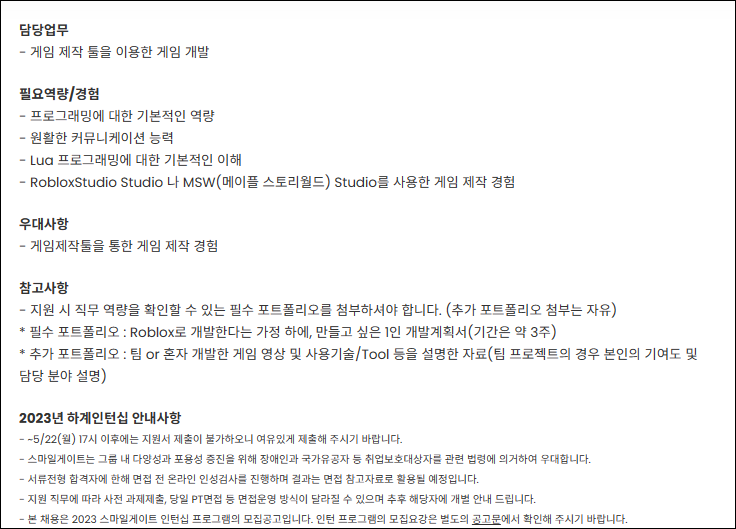 담당업무
- 게임 제작 툴을 이용한 게임 개발
필요역량/경험
- 프로그래밍에 대한 기본적인 역량
- 원활한 커뮤니케이션 능력
- Lua 프로그래밍에 대한 기본적인 이해
- RobloxStudio Studio 나 MSW(메이플 스토리월드) Studio를 사용한 게임 제작 경험
우대사항
- 게임제작툴을 통한 게임 제작 경험
참고사항
- 지원 시 직무 역량을 확인할 수 있는 필수 포트폴리오를 첨부하셔야 합니다. (추가 포트폴리오 첨부는 자유)
* 필수 포트폴리오 : Roblox로 개발한다는 가정 하에, 만들고 싶은 1인 개발계획서(기간은 약 3주)
* 추가 포트폴리오 : 팀 or 혼자 개발한 게임 영상 및 사용기술/Tool 등을 설명한 자료(팀 프로젝트의 경우 본인의 기여도 및
담당 분야 설명)
2023년 하계인턴십 안내사항
- ~5/22(월) 17시 이후에는 지원서 제출이 불가하오니 여유있게 제출해 주시기 바랍니다.
- 스마일게이트는 그룹 내 다양성과 포용성 증진을 위해 장애인과 국가유공자 등 취업보호대상자를 관련 법령에 의거하여 우대합니다.
- 서류전형 합격자에 한해 면접 전 온라인 인성검사를 진행하며 결과는 면접 참고자료로 활용될 예정입니다.
- 지원 직무에 따라 사전 과제제출, 당일 PT면접 등 면접운영 방식이 달라질 수 있으며 추후 해당자에 개별 안내 드립니다.
- 본 채용은 2023 스마일게이트 인턴십 프로그램의 모집공고입니다. 인턴 프로그램의 모집요강은 별도의 공고문에서 확인해 주시기 바랍니다.